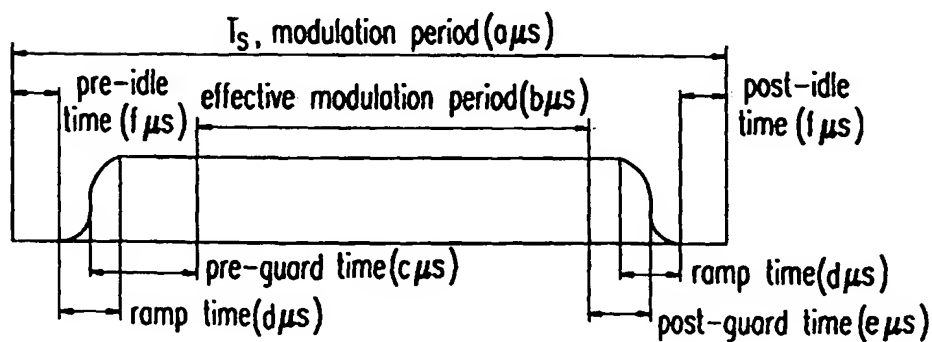 Ts, modulation period(aμs)
pre-idle
time (fμs)
effective modulation period(bμs)
post-idle
time (fμs)
pre-guard time(cμs)
ramp time(dμs)
ramp time(dμs)
post-guard time(eμs)